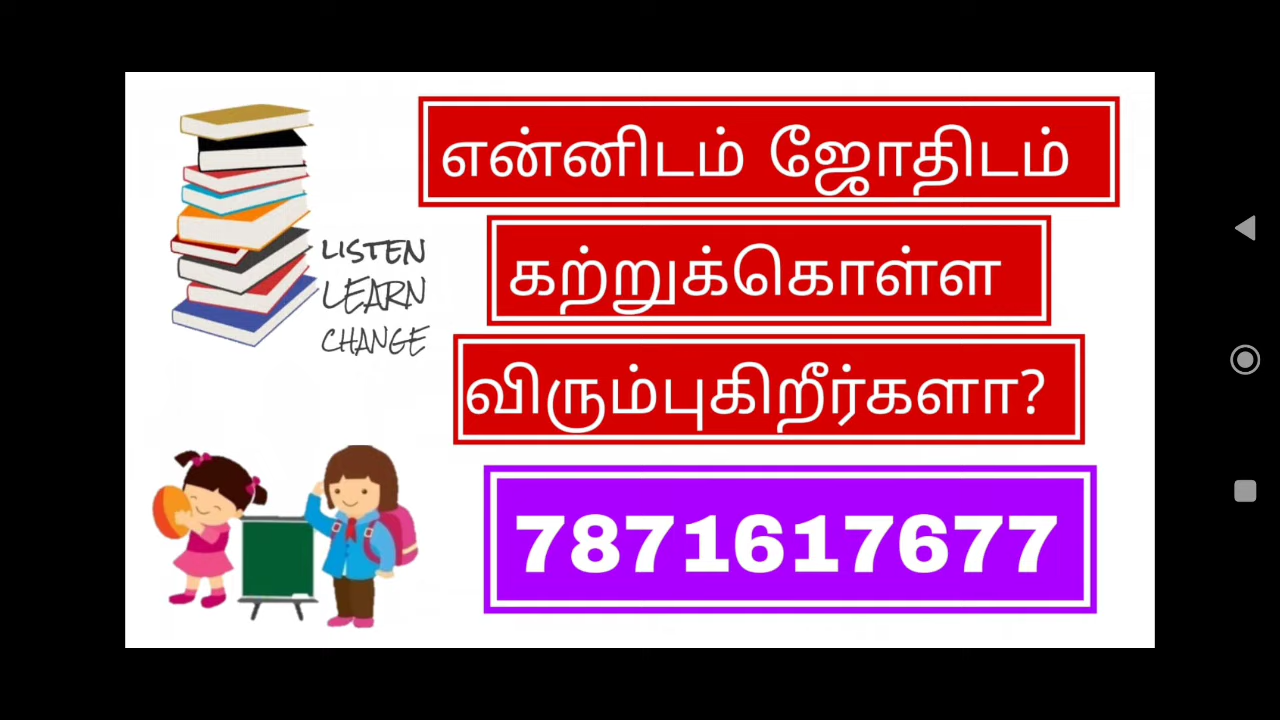 என்னிடம் ஜோதிடம்
கற்றுக்கொள்ள
விரும்புகிறீர்களா?
7871617677
LISTEN
LEARN
CHANGE